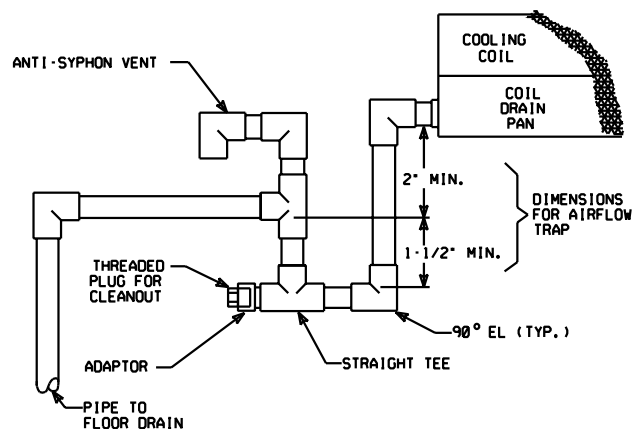 COOLING
COIL
ANTI-SYPHON VENT
COIL
DRAIN
PAN
2" MIN.
DIMENSIONS
FOR AIRFLOW
TRAP
1-1/2" MIN.
THREADED
PLUG FOR
CLEANOUT
90° EL (TYP.)
ADAPTOR
STRAIGHT TEE
PIPE TO
FLOOR DRAIN